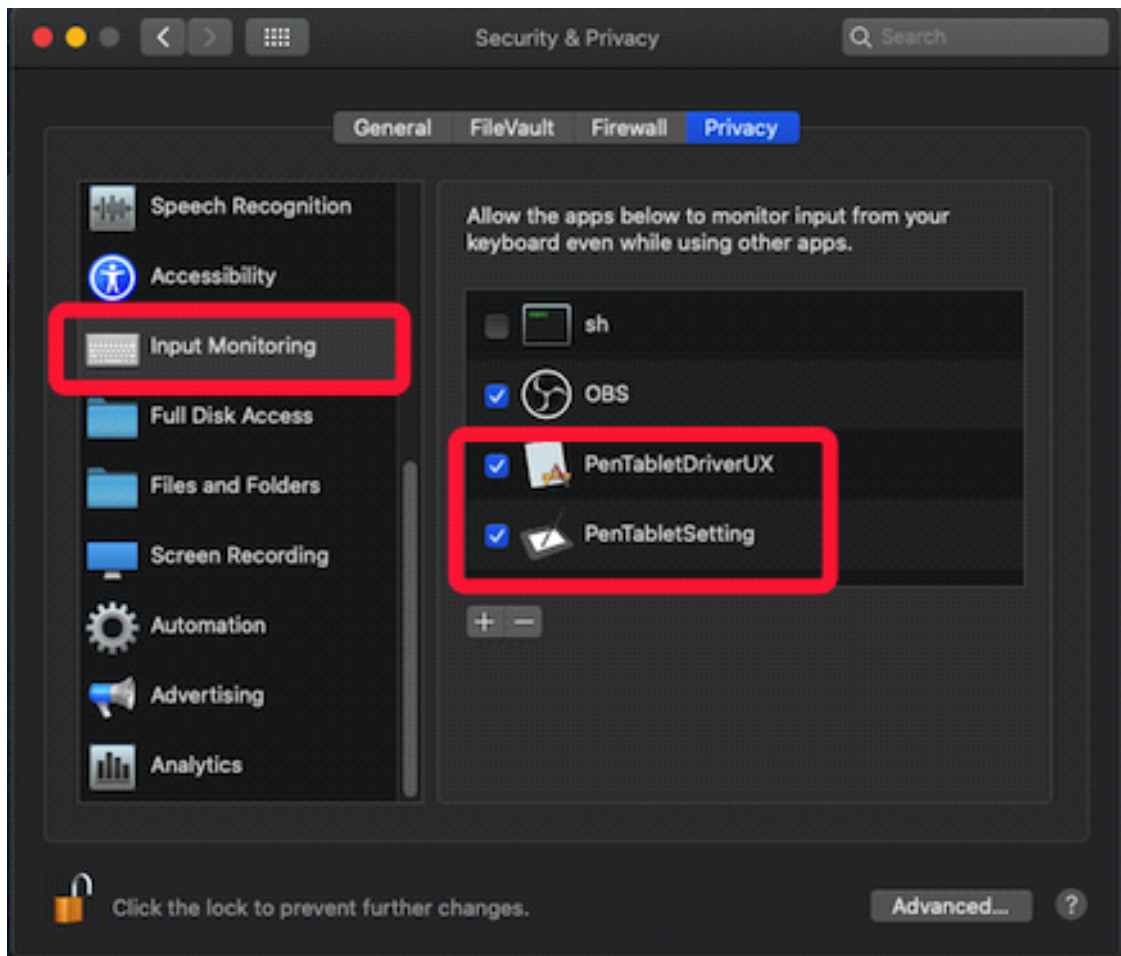 Security & Privacy
Search
General FileVault Firewall Privacy
Speech Recognition
Accessibility
Input Monitoring
Full Disk Access
Files and Folders
Screen Recording
Automation
Advertising
Analytics
Allow the apps below to monitor input from your
keyboard even while using other apps.
sh
OBS
PenTabletDriverUX
PenTabletSetting
+ −
Click the lock to prevent further changes.
Advanced...
?